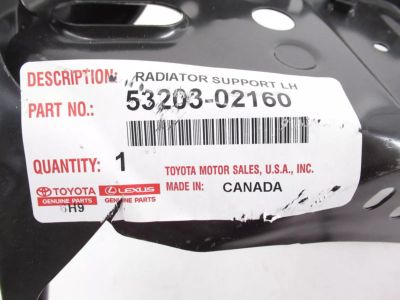 DESCRIPTION: RADIATOR SUPPORT LH
PART NO.: 53203-02160
QUANTITY: 1 TOYOTA MOTOR SALES, U.S.A., INC.
TOYOTA LEXUS MADE IN: CANADA
GENUINE PARTS GENUINE PARTS
H9